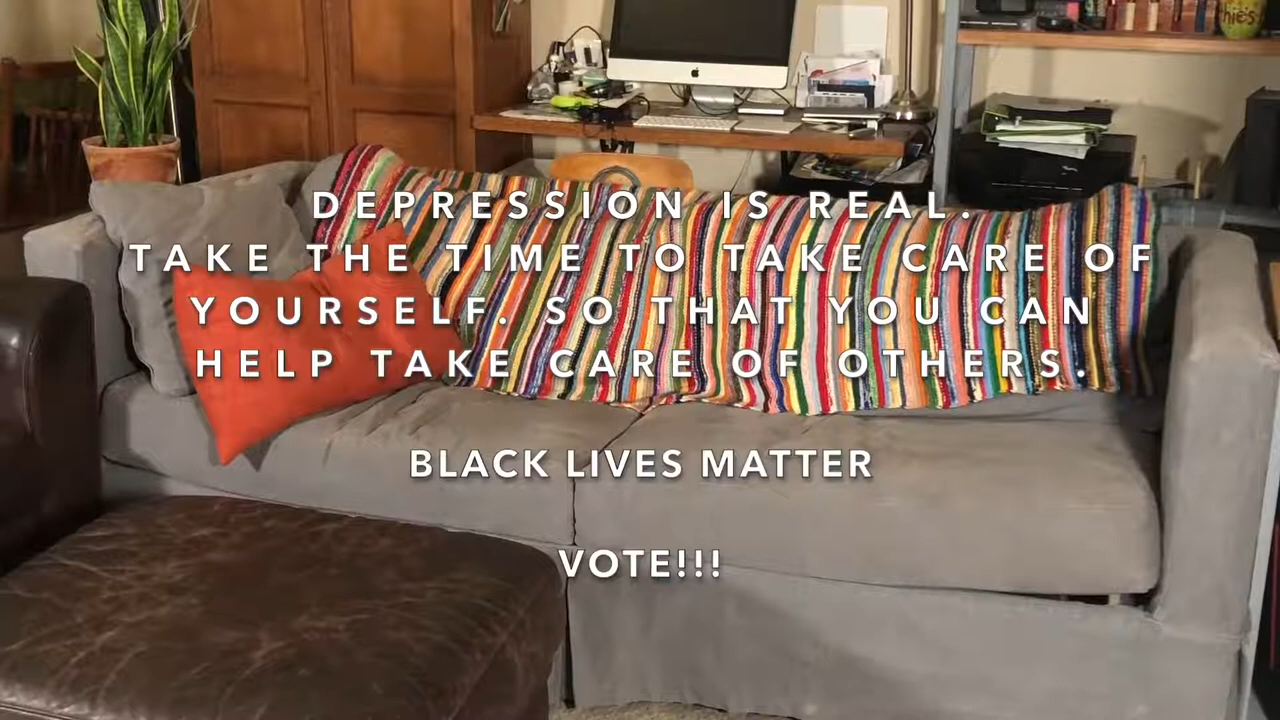 hie's
DEPRESSION IS REAL.
TAKE THE TIME TO TAKE CARE OF
YOURSELF. SO THAT YOU CAN
HELP TAKE CARE OF OTHERS.
BLACK LIVES MATTER
VOTE!!!